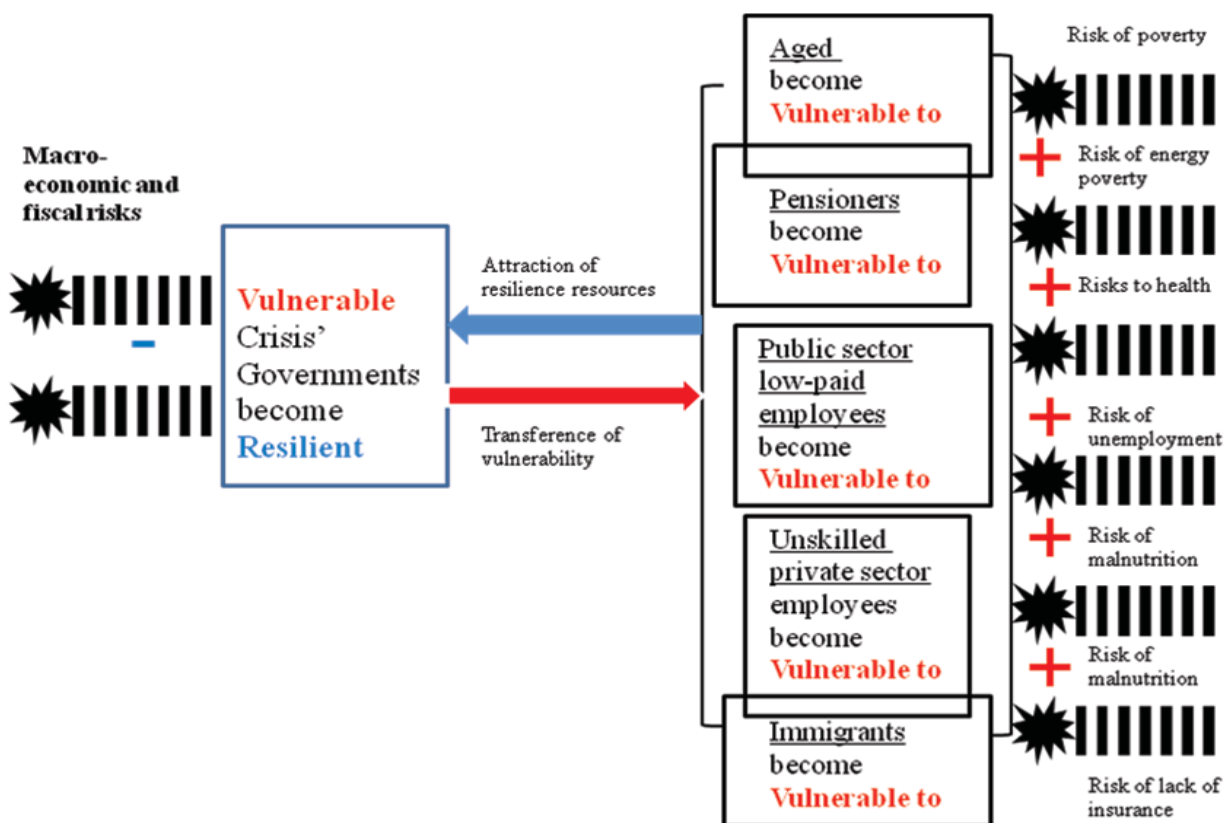 Macro-
economic and
fiscal risks
Vulnerable
Crisis’
Governments
become
Resilient
Attraction of
resilience resources
Transference of
vulnerability
Aged
become
Vulnerable to
Pensioners
become
Vulnerable to
Public sector
low-paid
employees
become
Vulnerable to
Unskilled
private sector
employees
become
Vulnerable to
Immigrants
become
Vulnerable to
Risk of poverty
Risk of energy
poverty
Risks to health
Risk of
unemployment
Risk of
malnutrition
Risk of
malnutrition
Risk of lack of
insurance